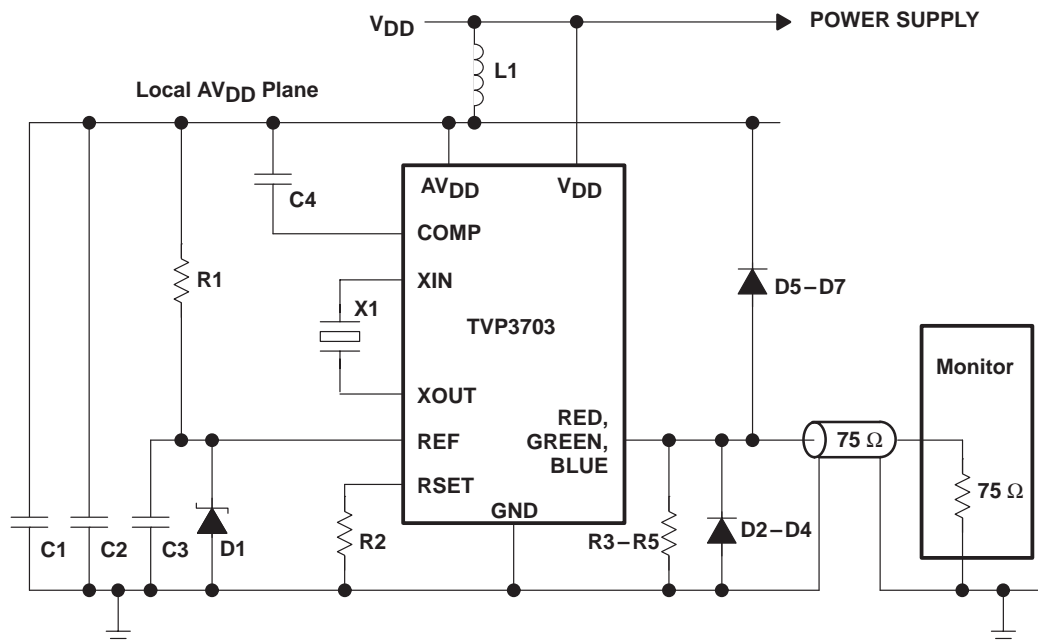 VDD
POWER SUPPLY
L1
Local AVDD Plane
AVDD
VDD
C4
COMP
R1
XIN
D5–D7
X1
TVP3703
Monitor
XOUT
RED,
GREEN,
BLUE
REF
75 Ω
RSET
75 Ω
GND
C1
C2
C3
D1
R2
R3–R5
D2–D4